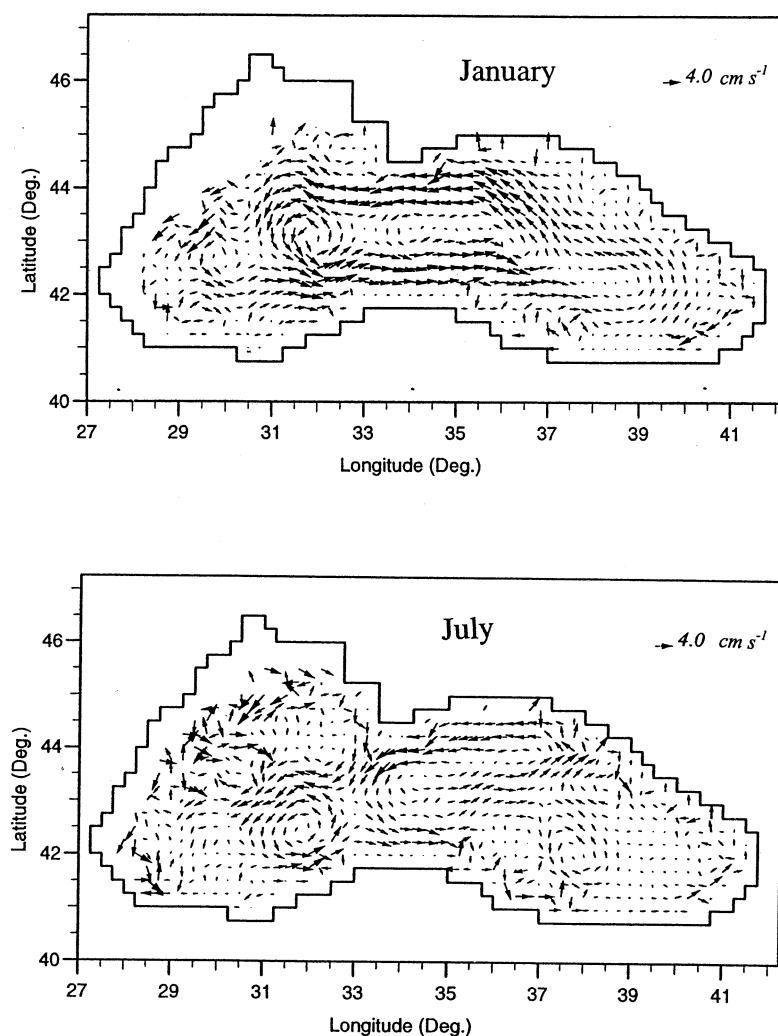 January
4.0 cm s-1
46
44
42
40
Latitude (Deg.)
27 29 31 33 35 37 39 41
Longitude (Deg.)
July
4.0 cm s-1
46
44
42
40
Latitude (Deg.)
27 29 31 33 35 37 39 41
Longitude (Deg.)